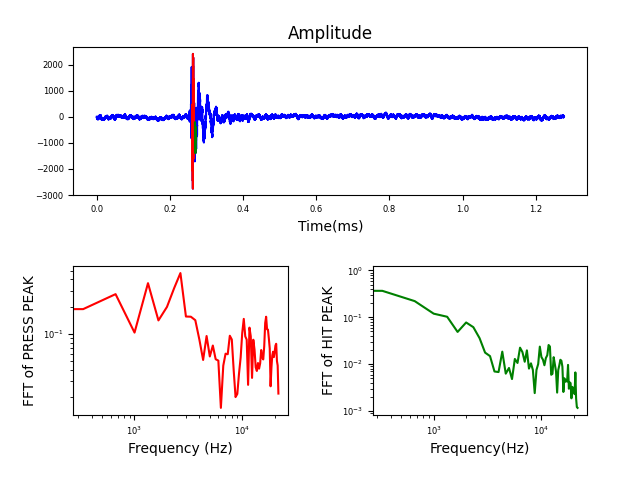 Amplitude
2000
1000
0
−1000
−2000
−3000
0.0 0.2 0.4 0.6 0.8 1.0 1.2
Time(ms)
FFT of PRESS PEAK
10⁻¹
10³ 10⁴
Frequency (Hz)
FFT of HIT PEAK
10⁰
10⁻¹
10⁻²
10⁻³
10³ 10⁴
Frequency(Hz)